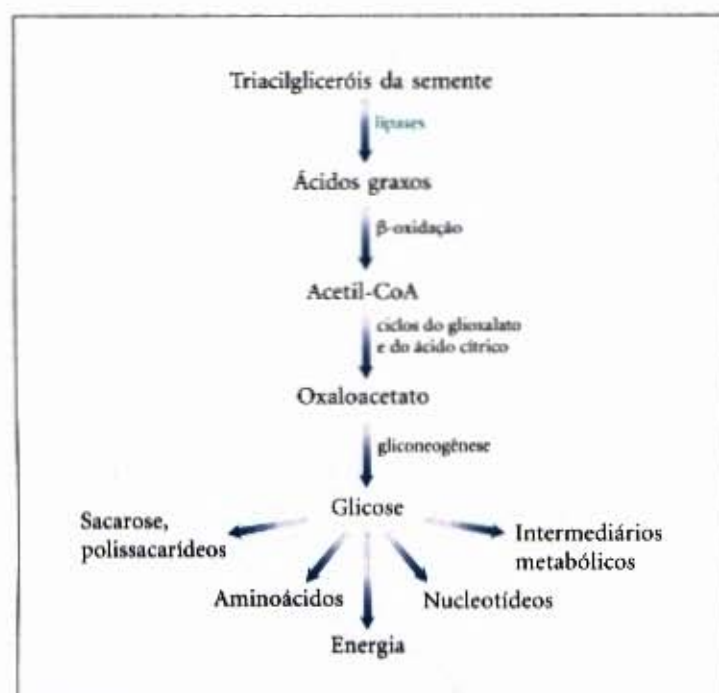 Triacilgliceróis da semente
lipases
Ácidos graxos
β-oxidação
Acetil-CoA
ciclos do glioxalato
e do ácido cítrico
Oxaloacetato
gliconeogênese
Glicose
Sacarose,
polissacarídeos
Intermediários
metabólicos
Aminoácidos
Nucleotídeos
Energia